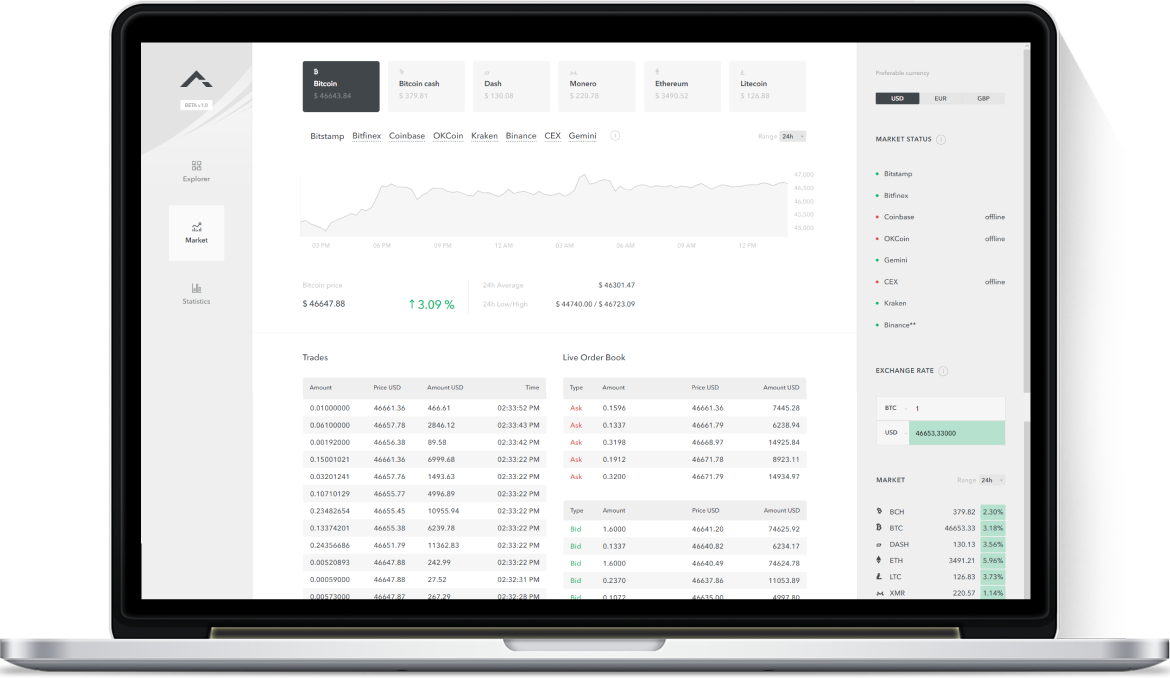 BETA v 1.0
Explorer
Market
Statistics
Bitcoin
$ 46643.84
Bitcoin cash
$ 379.81
Dash
$ 130.08
Monero
$ 220.78
Ethereum
$ 3490.52
Litecoin
$ 126.88
Bitstamp Bitfinex Coinbase OKCoin Kraken Binance CEX Gemini
Range 24h
47,000
46,500
46,000
45,500
45,000
03 PM 06 PM 09 PM 12 AM 03 AM 06 AM 09 AM 12 PM
Bitcoin price
$ 46647.88
↑ 3.09 %
24h Average $ 46301.47
24h Low/High $ 44740.00 / $ 46723.09
Trades
Amount Price USD Amount USD Time
0.01000000 46661.36 466.61 02:33:52 PM
0.06100000 46657.78 2846.12 02:33:43 PM
0.00192000 46656.38 89.58 02:33:42 PM
0.15001021 46661.36 6999.68 02:33:22 PM
0.03201241 46657.76 1493.63 02:33:22 PM
0.10710129 46655.77 4996.89 02:33:22 PM
0.23482654 46655.45 10955.94 02:33:22 PM
0.13374201 46655.38 6239.78 02:33:22 PM
0.24356686 46651.79 11362.83 02:33:22 PM
0.00520893 46647.88 242.99 02:33:22 PM
0.00059000 46647.88 27.52 02:32:31 PM
0.00573000 46647.87 267.29 02:32:28 PM
Live Order Book
Type Amount Price USD Amount USD
Ask 0.1596 46661.36 7445.28
Ask 0.1337 46661.79 6238.94
Ask 0.3198 46668.97 14925.84
Ask 0.1912 46671.78 8923.11
Ask 0.3200 46671.79 14934.97
Type Amount Price USD Amount USD
Bid 1.6000 46641.20 74625.92
Bid 0.1337 46640.82 6234.17
Bid 1.6000 46640.49 74624.78
Bid 0.2370 46637.86 11053.89
Bid 0.1072 46635.00 4997.80
Preferable currency
USD EUR GBP
MARKET STATUS
Bitstamp
Bitfinex
Coinbase offline
OKCoin offline
Gemini
CEX offline
Kraken
Binance**
EXCHANGE RATE
BTC 1
USD 46653,33000
MARKET Range 24h
BCH 379.82 2.30%
BTC 46653.33 3.18%
DASH 130.13 3.56%
ETH 3491.21 5.96%
LTC 126.83 3.73%
XMR 220.57 1.14%